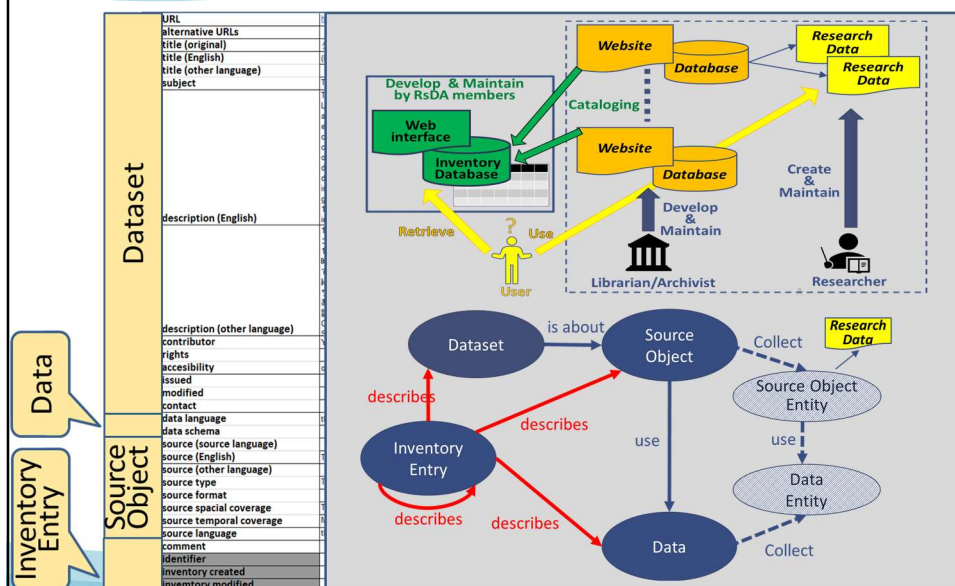 Dataset
Data
Source
Object
Inventory
Entry
URL
alternative URLs
title (original)
title (English)
title (other language)
subject
description (English)
description (other language)
contributor
rights
accesibility
issued
modified
contact
data language
data schema
source (source language)
source (English)
source (other language)
source type
source format
source spacial coverage
source temporal coverage
source language
comment
identifier
inventory created
inventory modified
Develop & Maintain
by RsDA members
Web
interface
Inventory
Database
Cataloging
Website
Database
Website
Database
Research
Data
Research
Data
Create
&
Maintain
Develop
&
Maintain
Retrieve
?
Use
User
Librarian/Archivist
Researcher
Dataset
is about
Source
Object
Collect
Research
Data
Source Object
Entity
describes
describes
Inventory
Entry
use
use
describes
describes
Data
Entity
Data
Collect